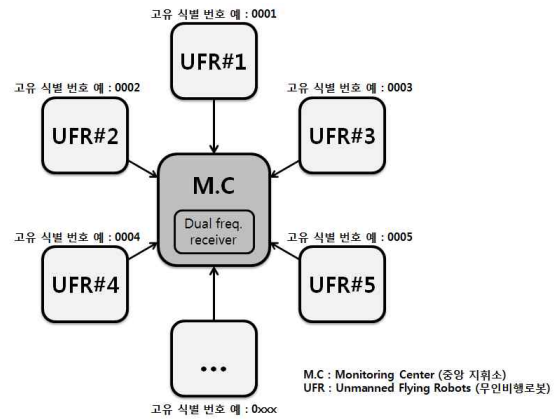 고유 식별 번호 예 : 0001
UFR#1
고유 식별 번호 예 : 0002
고유 식별 번호 예 : 0003
UFR#2
UFR#3
M.C
Dual freq.
receiver
고유 식별 번호 예 : 0004
고유 식별 번호 예 : 0005
UFR#4
UFR#5
...
고유 식별 번호 예 : 0xxx
M.C : Monitoring Center (중앙 지휘소)
UFR : Unmanned Flying Robots (무인비행로봇)